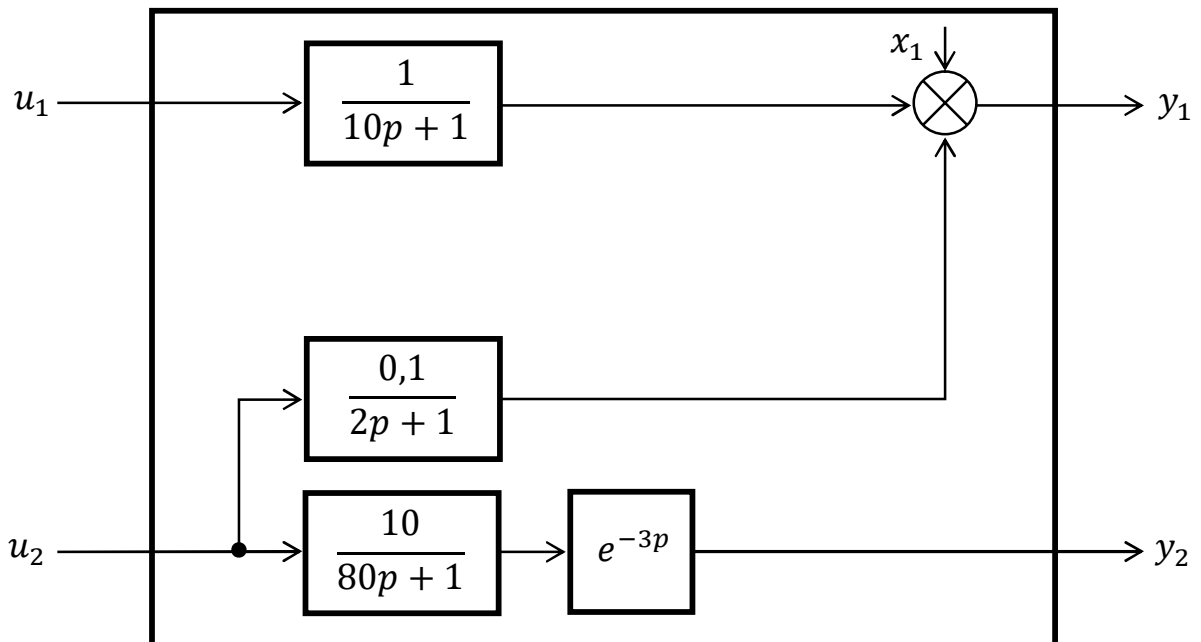 x₁
u₁
1
10p + 1
y₁
0,1
2p + 1
u₂
10
80p + 1
e⁻³ᵖ
y₂